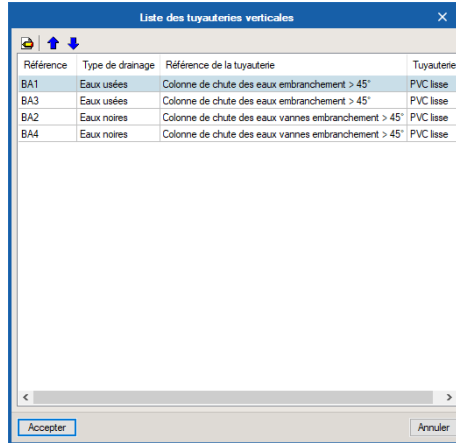 Liste des tuyauteries verticales
Référence Type de drainage Référence de la tuyauterie Tuyauterie
BA1 Eaux usées Colonne de chute des eaux embranchement > 45° PVC lisse
BA3 Eaux usées Colonne de chute des eaux embranchement > 45° PVC lisse
BA2 Eaux noires Colonne de chute des eaux vannes embranchement > 45° PVC lisse
BA4 Eaux noires Colonne de chute des eaux vannes embranchement > 45° PVC lisse
Accepter Annuler